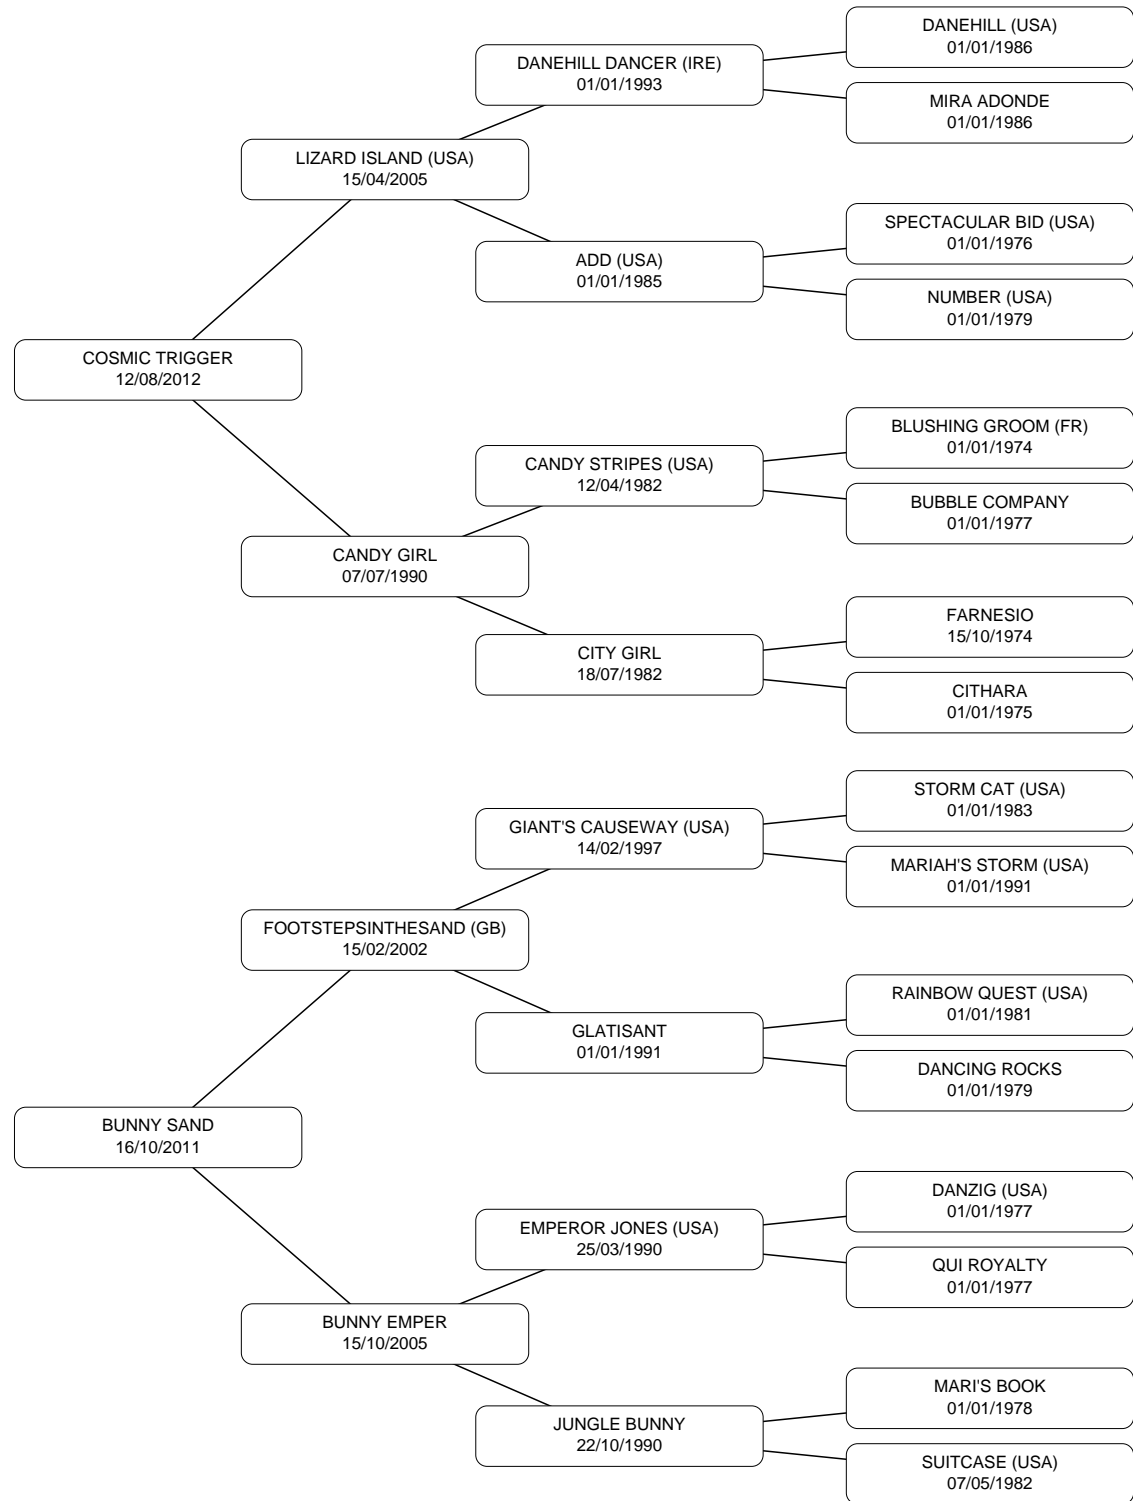 DANEHILL (USA)
01/01/1986
DANEHILL DANCER (IRE)
01/01/1993
MIRA ADONDE
01/01/1986
LIZARD ISLAND (USA)
15/04/2005
SPECTACULAR BID (USA)
01/01/1976
ADD (USA)
01/01/1985
NUMBER (USA)
01/01/1979
COSMIC TRIGGER
12/08/2012
BLUSHING GROOM (FR)
01/01/1974
CANDY STRIPES (USA)
12/04/1982
BUBBLE COMPANY
01/01/1977
CANDY GIRL
07/07/1990
FARNESIO
15/10/1974
CITY GIRL
18/07/1982
CITHARA
01/01/1975
STORM CAT (USA)
01/01/1983
GIANT'S CAUSEWAY (USA)
14/02/1997
MARIAH'S STORM (USA)
01/01/1991
FOOTSTEPSINTHESAND (GB)
15/02/2002
RAINBOW QUEST (USA)
01/01/1981
GLATISANT
01/01/1991
DANCING ROCKS
01/01/1979
BUNNY SAND
16/10/2011
DANZIG (USA)
01/01/1977
EMPEROR JONES (USA)
25/03/1990
QUI ROYALTY
01/01/1977
BUNNY EMPER
15/10/2005
MARI'S BOOK
01/01/1978
JUNGLE BUNNY
22/10/1990
SUITCASE (USA)
07/05/1982